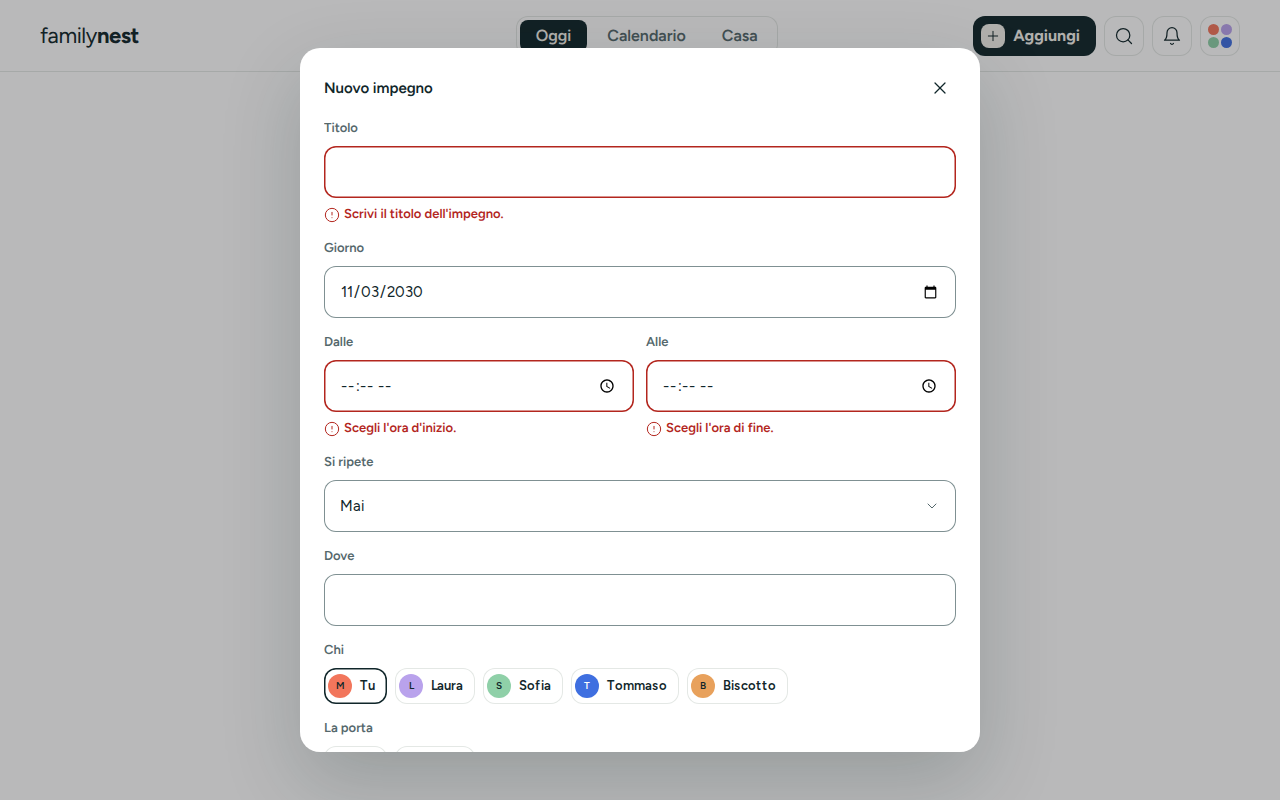 familynest
Oggi Calendario Casa
Aggiungi
Nuovo impegno
Titolo
Scrivi il titolo dell'impegno.
Giorno
11/03/2030
Dalle Alle
--:-- -- --:-- --
Scegli l'ora d'inizio. Scegli l'ora di fine.
Si ripete
Mai
Dove
Chi
M Tu L Laura S Sofia T Tommaso B Biscotto
La porta